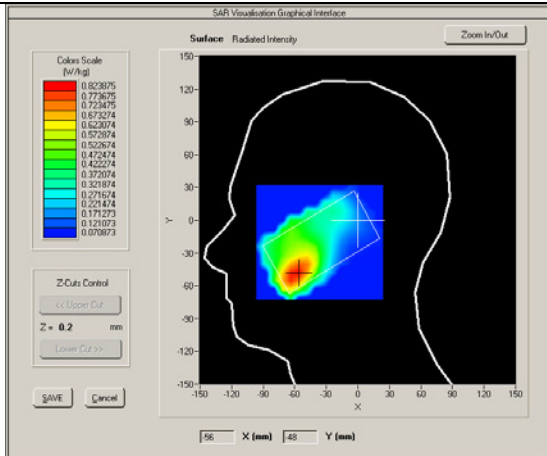 SAR Visualisation Graphical Interface
Surface Radiated Intensity
Zoom In/Out
Colors Scale
(W/kg)
0.823875
0.773675
0.723475
0.673274
0.623074
0.572874
0.522674
0.472474
0.422274
0.372074
0.321874
0.271674
0.221474
0.171273
0.121073
0.070873
Z-Cuts Control
<< Upper Cut
Z = 0.2 mm
Lower Cut >>
SAVE Cancel
150
120
90
60
30
0
-30
-60
-90
-120
-150
Y
-150 -120 -90 -60 -30 0 30 60 90 120 150
X
-56 X (mm) -48 Y (mm)